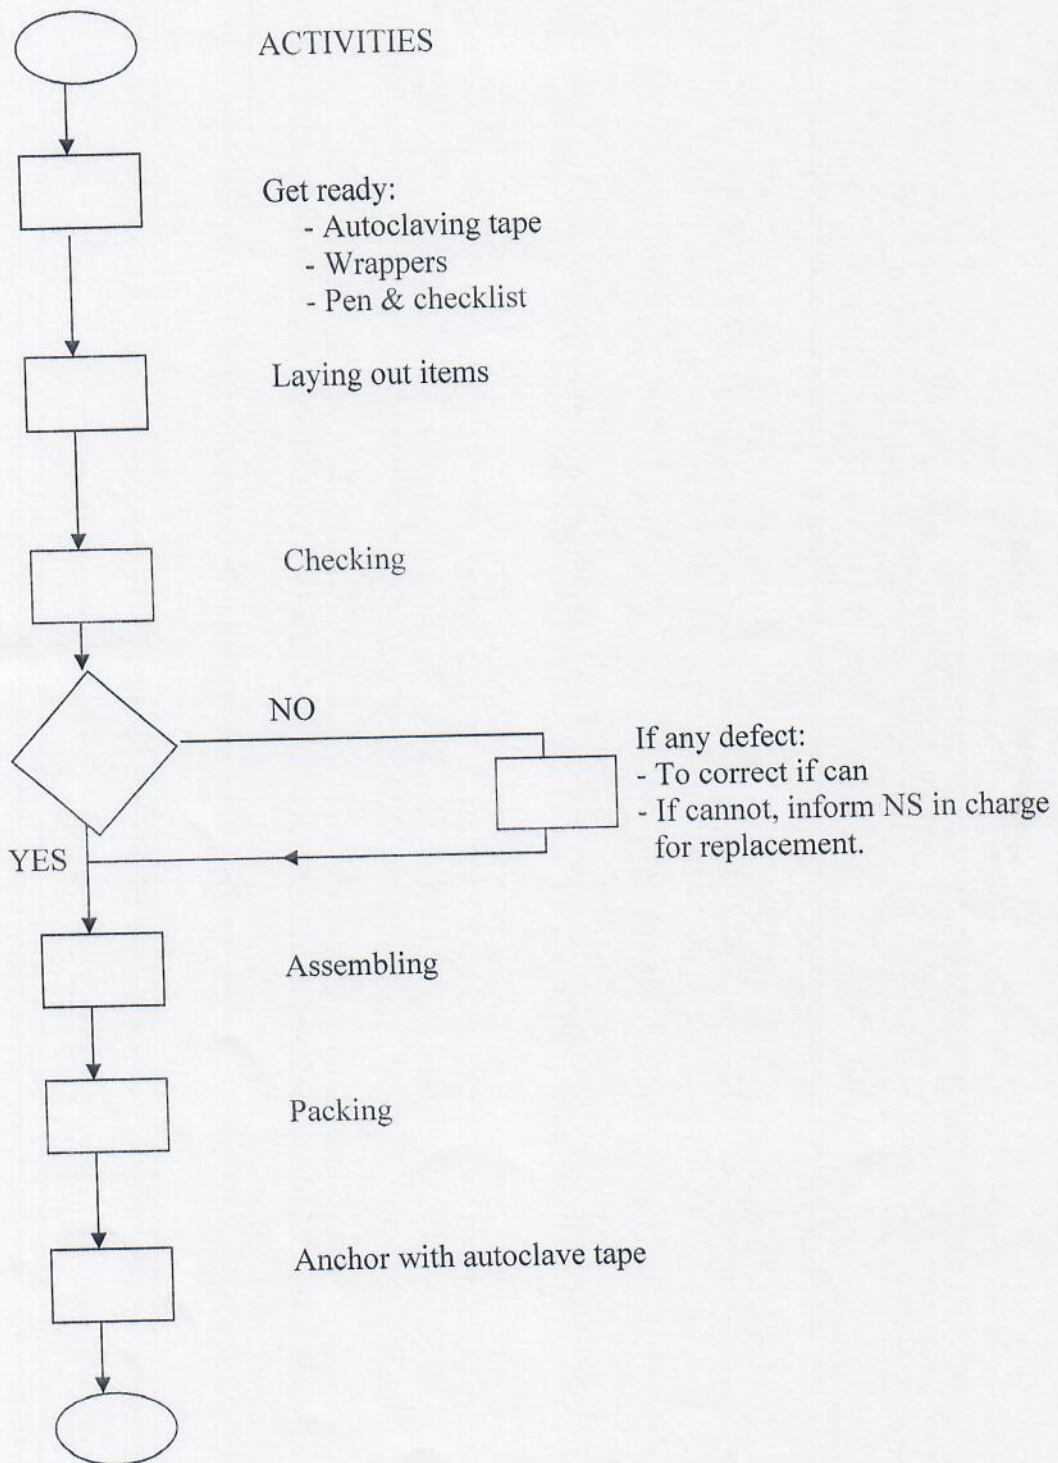 ACTIVITIES
Get ready:
- Autoclaving tape
- Wrappers
- Pen & checklist
Laying out items
Checking
NO
If any defect:
- To correct if can
- If cannot, inform NS in charge
for replacement.
YES
Assembling
Packing
Anchor with autoclave tape